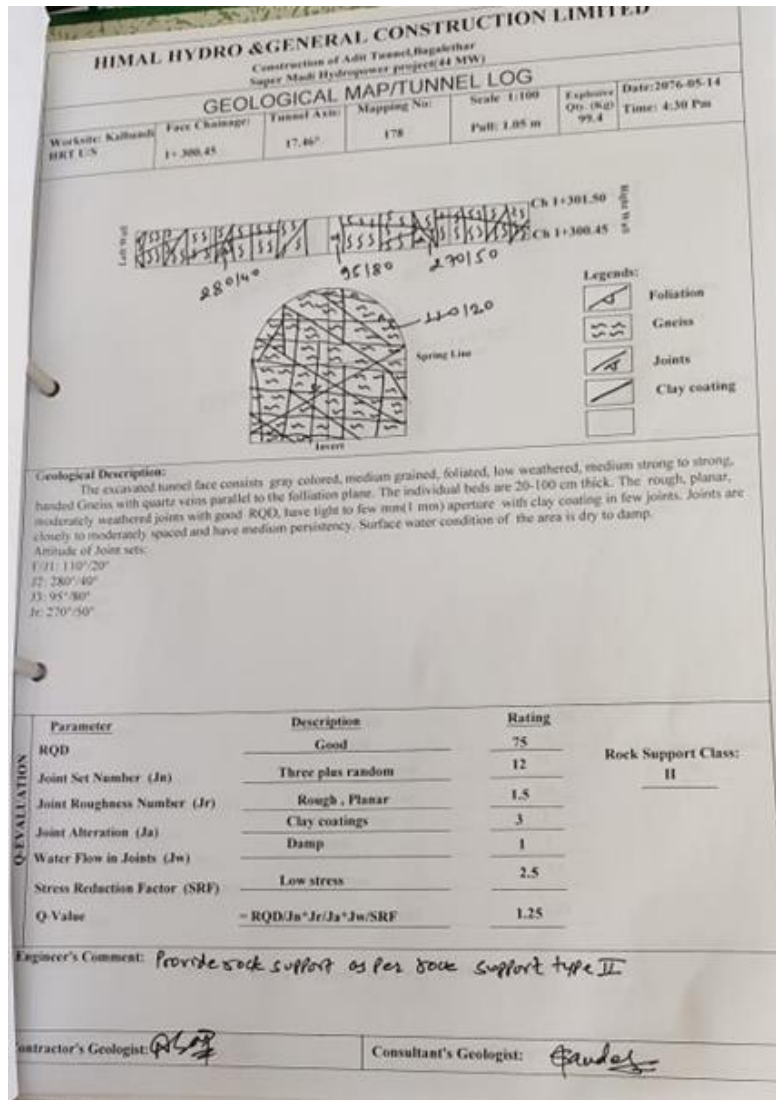 HIMAL HYDRO &GENERAL CONSTRUCTION LIMITED
Construction of Adit Tunnel,Bagalethar
Super Madi Hydropower project(44 MW)
GEOLOGICAL MAP/TUNNEL LOG
Worksite: Kalbandi
HRT U/S
Face Chainage:
1+ 300.45
Tunnel Axis:
17.46°
Mapping No:
178
Scale 1:100
Pull: 1.05 m
Explosive
Qty. (Kg)
99.4
Date:2076-05-14
Time: 4:30 Pm
Left Wall
Right Wall
Ch 1+301.50
Ch 1+300.45
280/40
95/80
270/50
110/20
Spring Line
Invert
Legends:
Foliation
Gneiss
Joints
Clay coating
Geological Description:
The excavated tunnel face consists gray colored, medium grained, foliated, low weathered, medium strong to strong,
banded Gneiss with quartz veins parallel to the folliation plane. The individual beds are 20-100 cm thick. The rough, planar,
moderately weathered joints with good RQD, have tight to few mm(1 mm) aperture with clay coating in few joints. Joints are
closely to moderately spaced and have medium persistency. Surface water condition of the area is dry to damp.
Attitude of Joint sets:
F/J1: 110°/20°
J2: 280°/40°
J3: 95°/80°
Jr: 270°/50°
Q-EVALUATION
Parameter Description Rating
RQD Good 75
Joint Set Number (Jn) Three plus random 12
Joint Roughness Number (Jr) Rough , Planar 1.5
Joint Alteration (Ja) Clay coatings 3
Water Flow in Joints (Jw) Damp 1
Stress Reduction Factor (SRF) Low stress 2.5
Q-Value = RQD/Jn*Jr/Ja*Jw/SRF 1.25
Rock Support Class:
II
Engineer's Comment: Provide rock support as per rock support type II
ontractor's Geologist:
Consultant's Geologist: